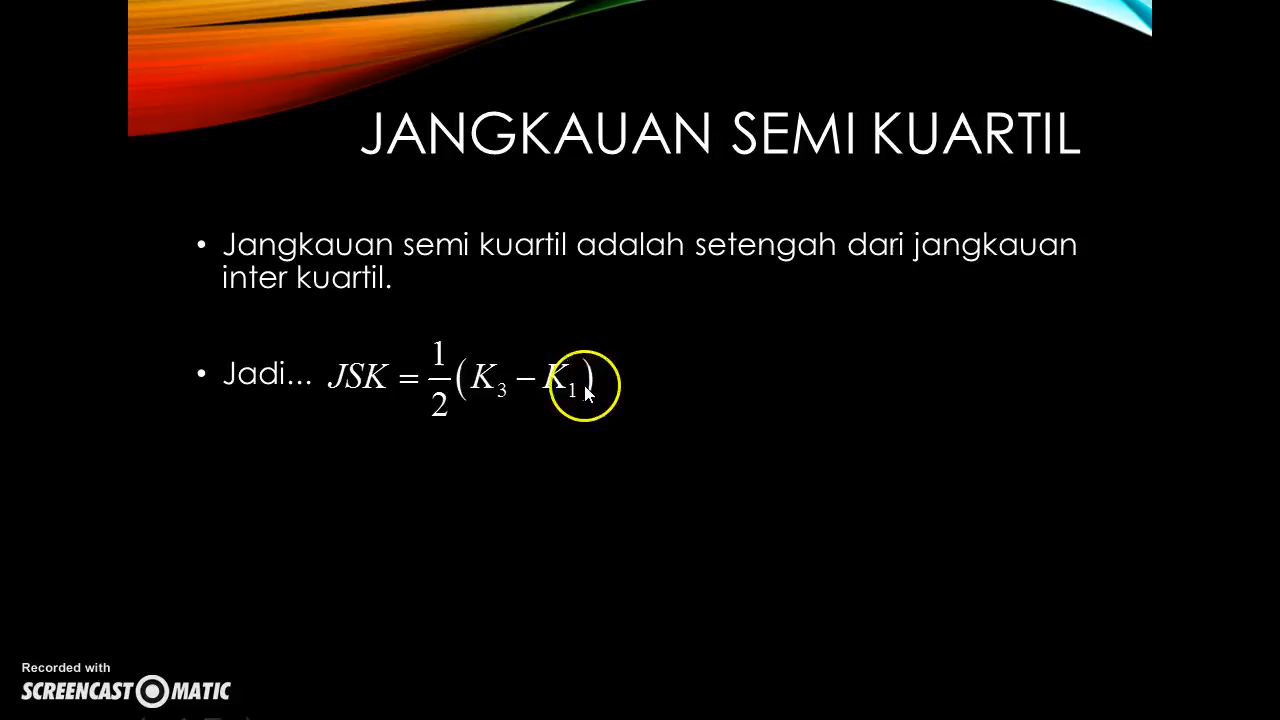 JANGKAUAN SEMI KUARTIL
• Jangkauan semi kuartil adalah setengah dari jangkauan
inter kuartil.
• Jadi... JSK = 1/2 (K₃ − K₁)
Recorded with
SCREENCAST MATIC